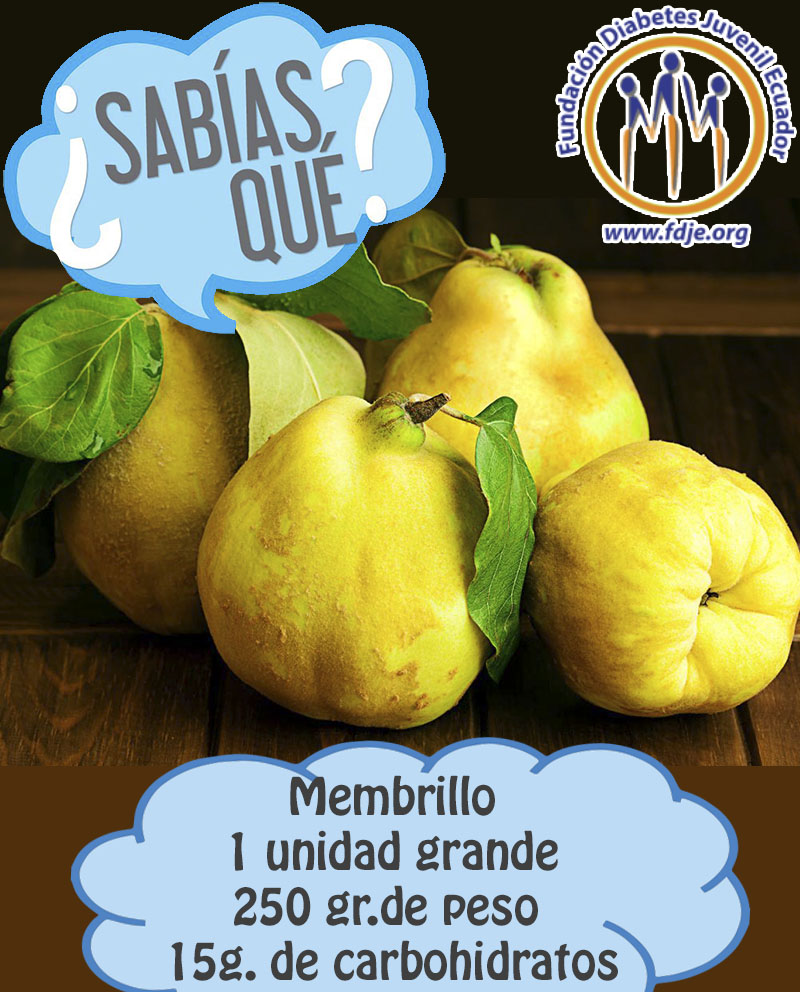 ¿SABÍAS
QUÉ?
Fundación Diabetes Juvenil Ecuador
www.fdje.org
Membrillo
1 unidad grande
250 gr.de peso
15g. de carbohidratos